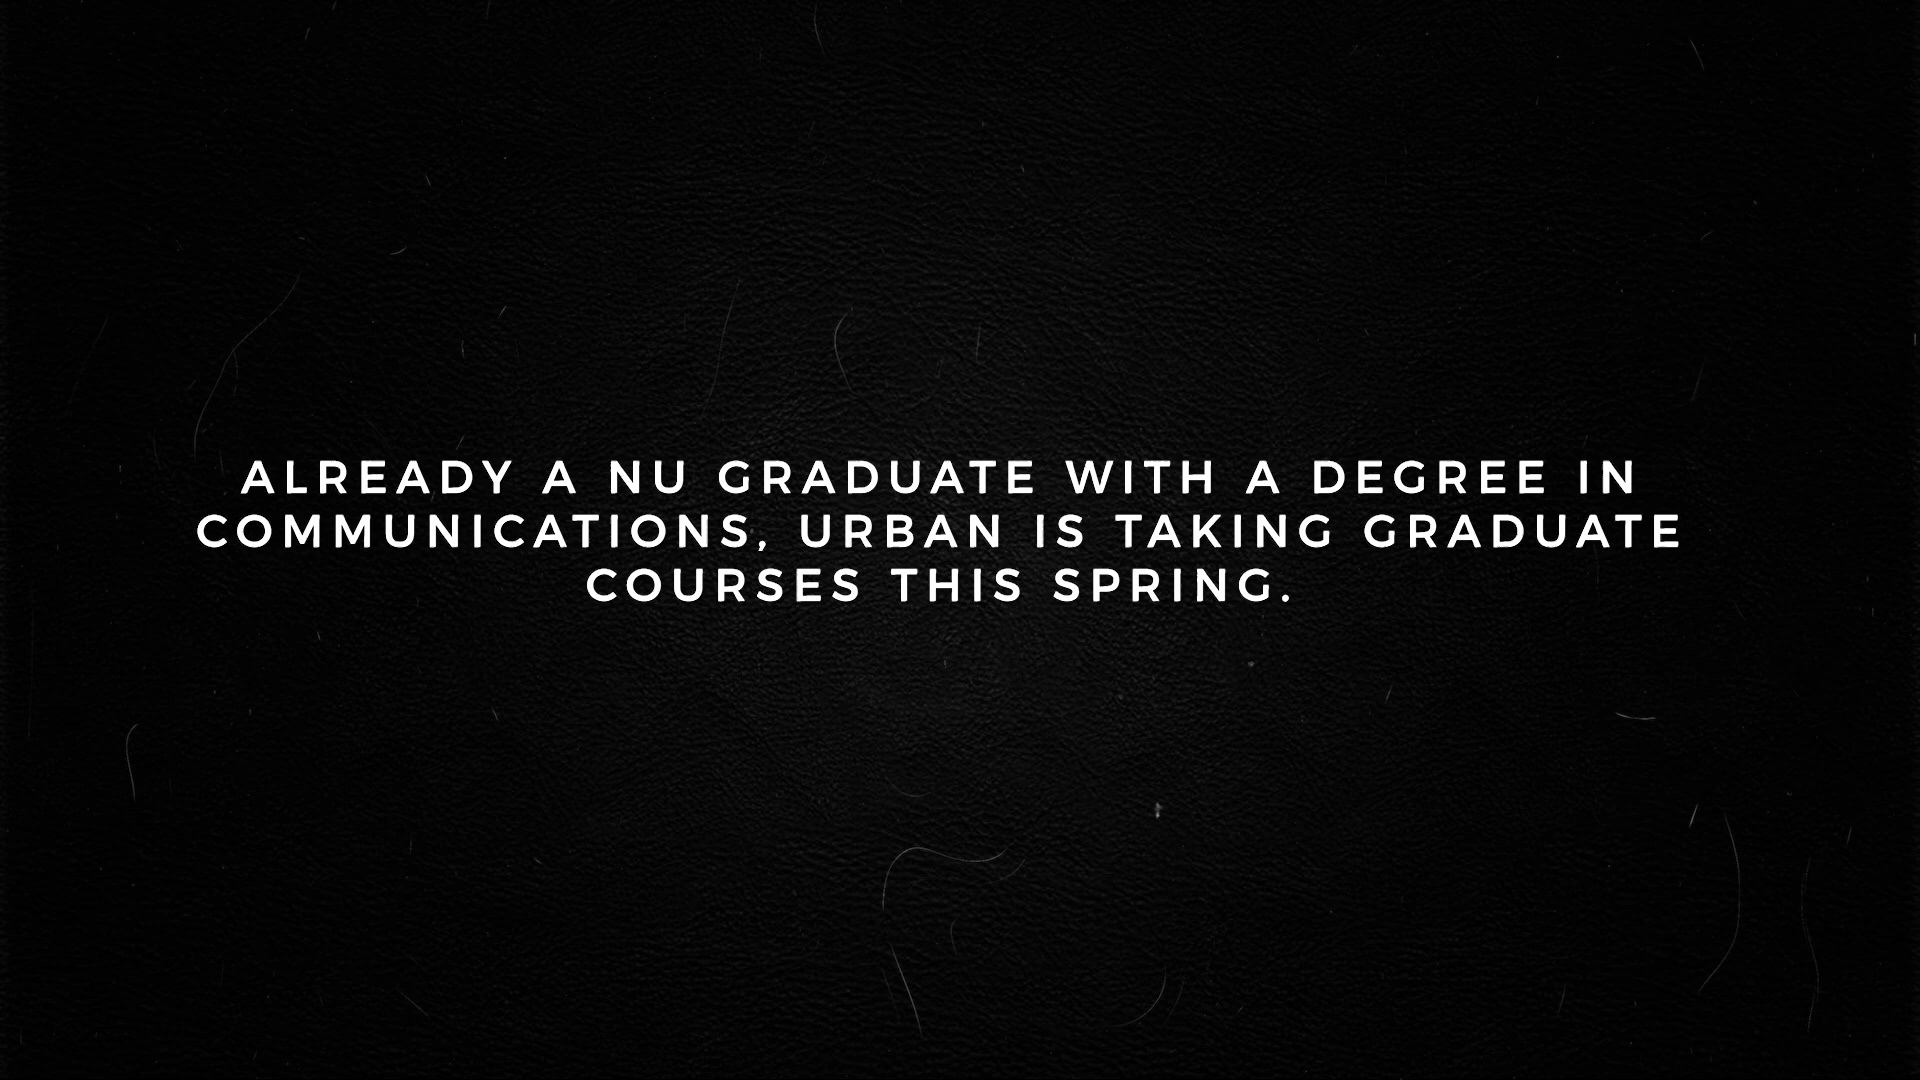 ALREADY A NU GRADUATE WITH A DEGREE IN
COMMUNICATIONS, URBAN IS TAKING GRADUATE
COURSES THIS SPRING.